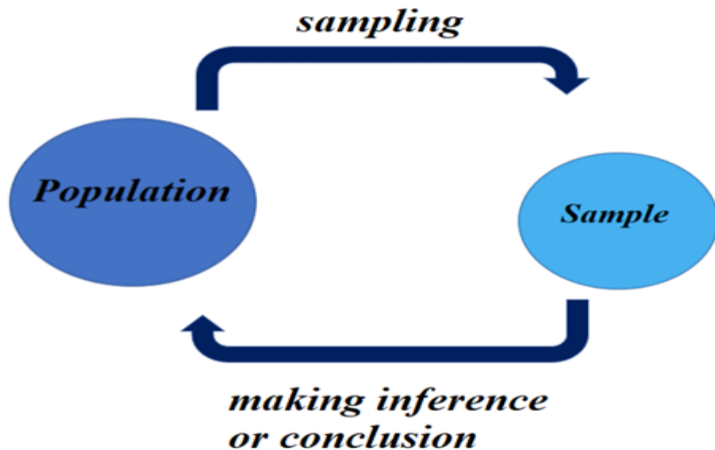 sampling
Population
Sample
making inference
or conclusion